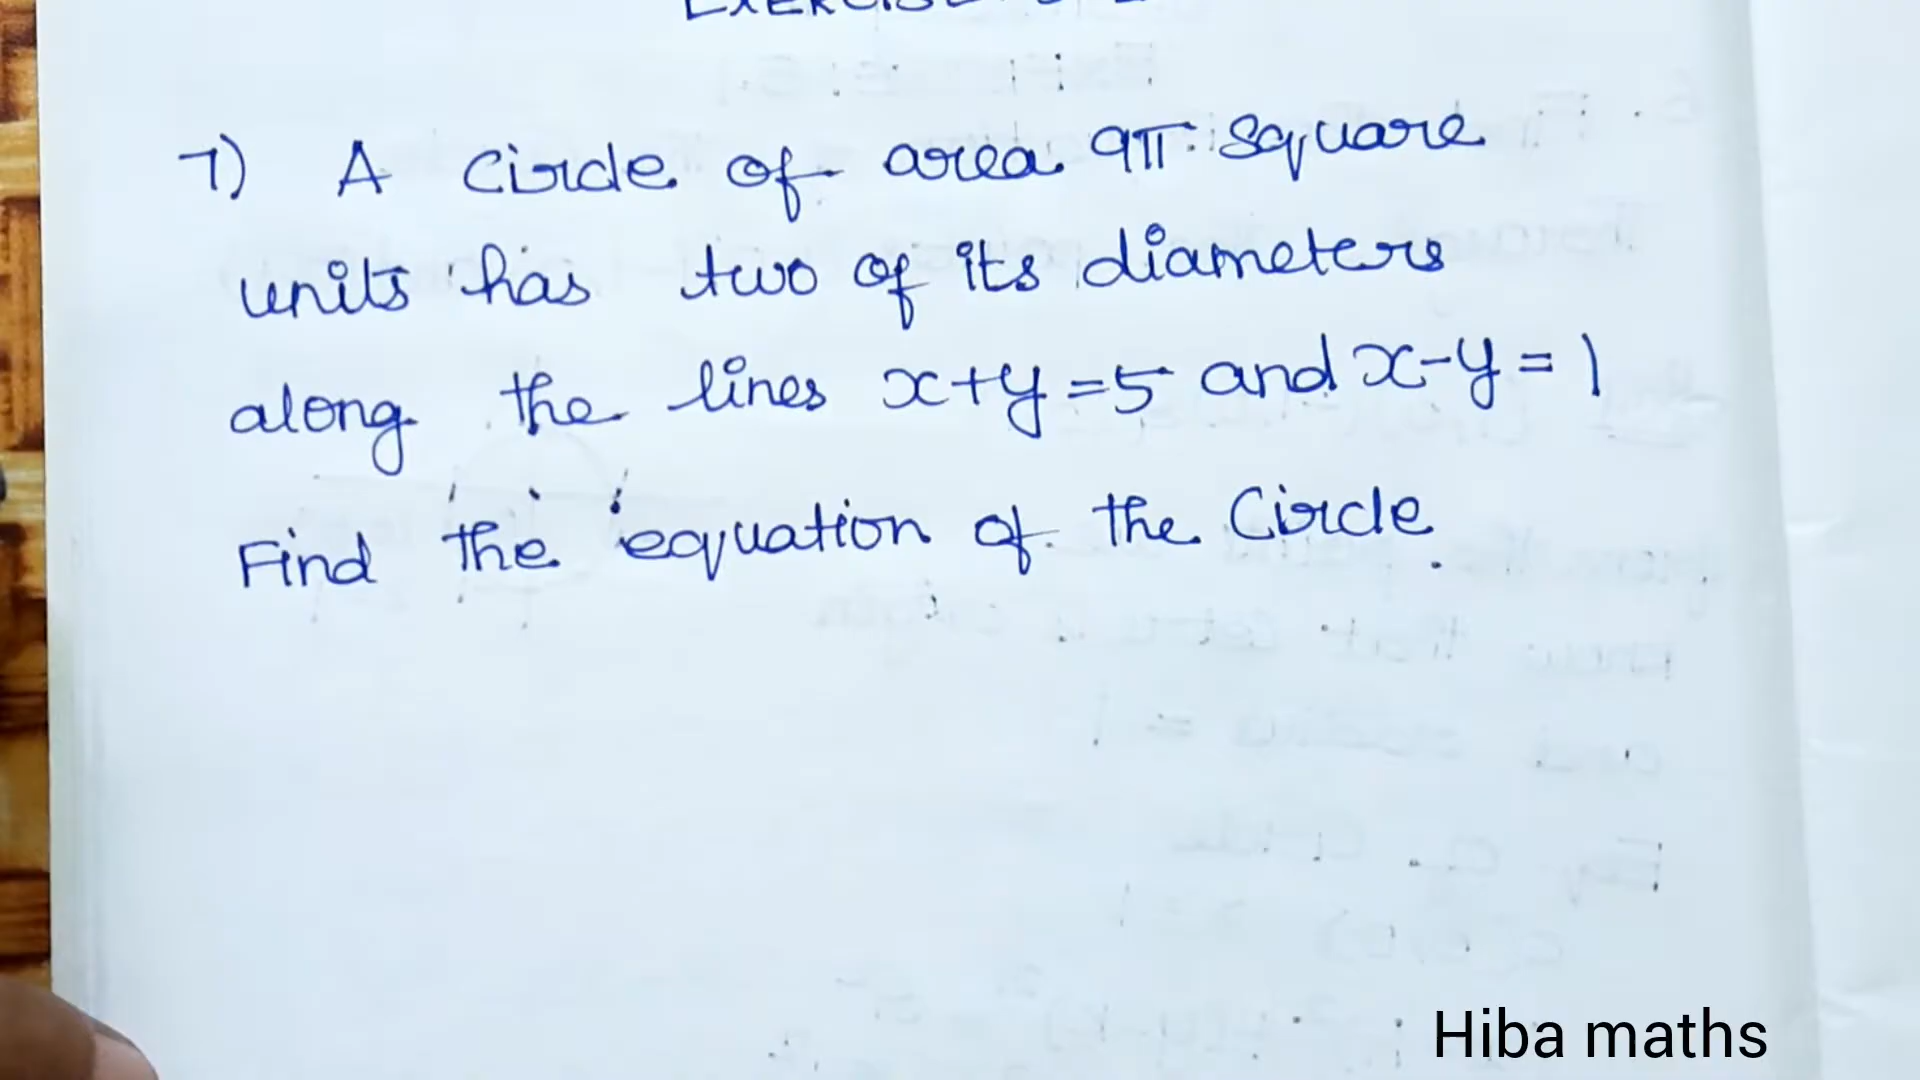 7) A circle of area 9π square
units has two of its diameters
along the lines x+y=5 and x-y=1
Find the equation of the Circle.
Hiba maths